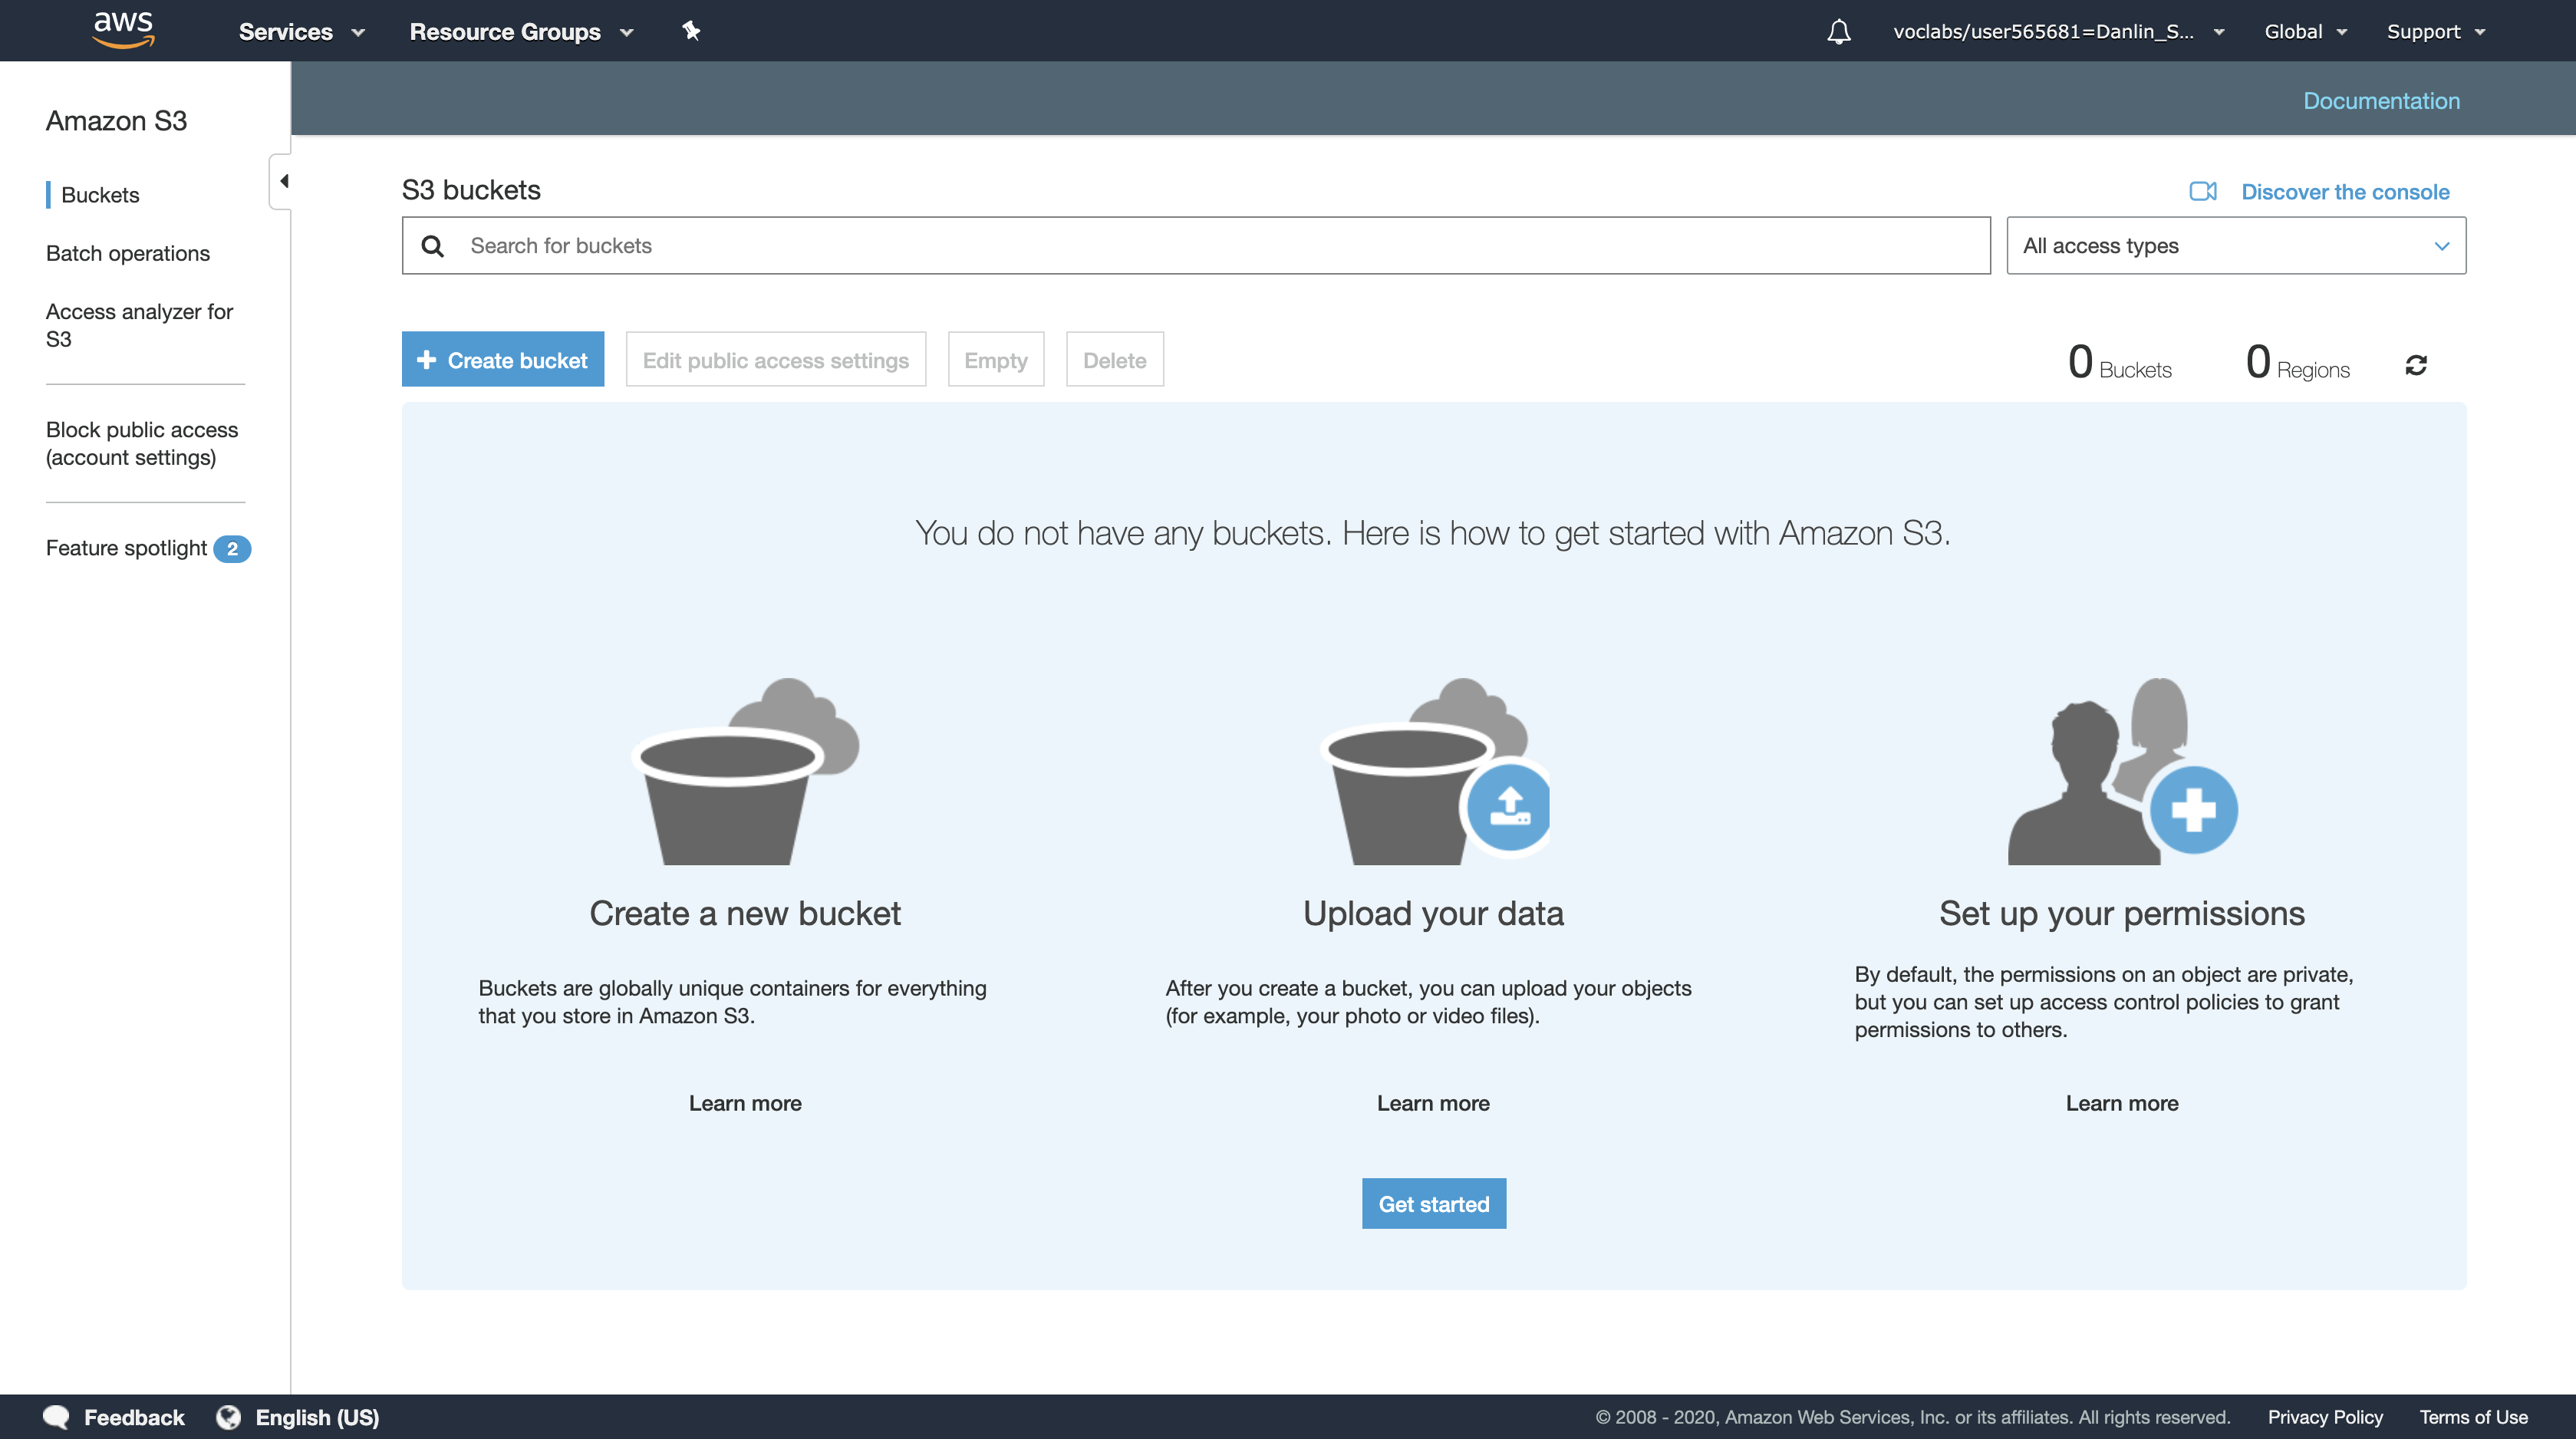 aws
Services
Resource Groups
voclabs/user565681=Danlin_S...
Global
Support
Documentation
Amazon S3
Buckets
Batch operations
Access analyzer for
S3
Block public access
(account settings)
Feature spotlight 2
S3 buckets
Discover the console
Search for buckets
All access types
Create bucket
Edit public access settings
Empty
Delete
0 Buckets
0 Regions
You do not have any buckets. Here is how to get started with Amazon S3.
Create a new bucket
Buckets are globally unique containers for everything
that you store in Amazon S3.
Learn more
Upload your data
After you create a bucket, you can upload your objects
(for example, your photo or video files).
Learn more
Set up your permissions
By default, the permissions on an object are private,
but you can set up access control policies to grant
permissions to others.
Learn more
Get started
Feedback
English (US)
© 2008 - 2020, Amazon Web Services, Inc. or its affiliates. All rights reserved.
Privacy Policy
Terms of Use